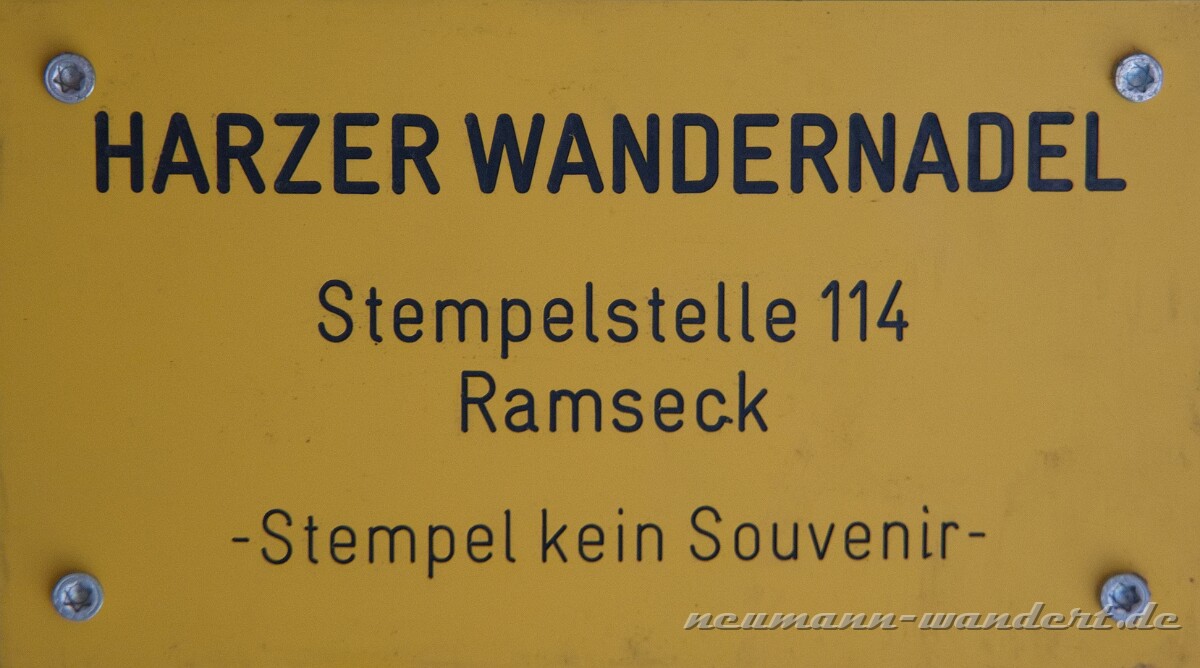 HARZER WANDERNADEL
Stempelstelle 114
Ramseck
-Stempel kein Souvenir-
neumann-wandert.de